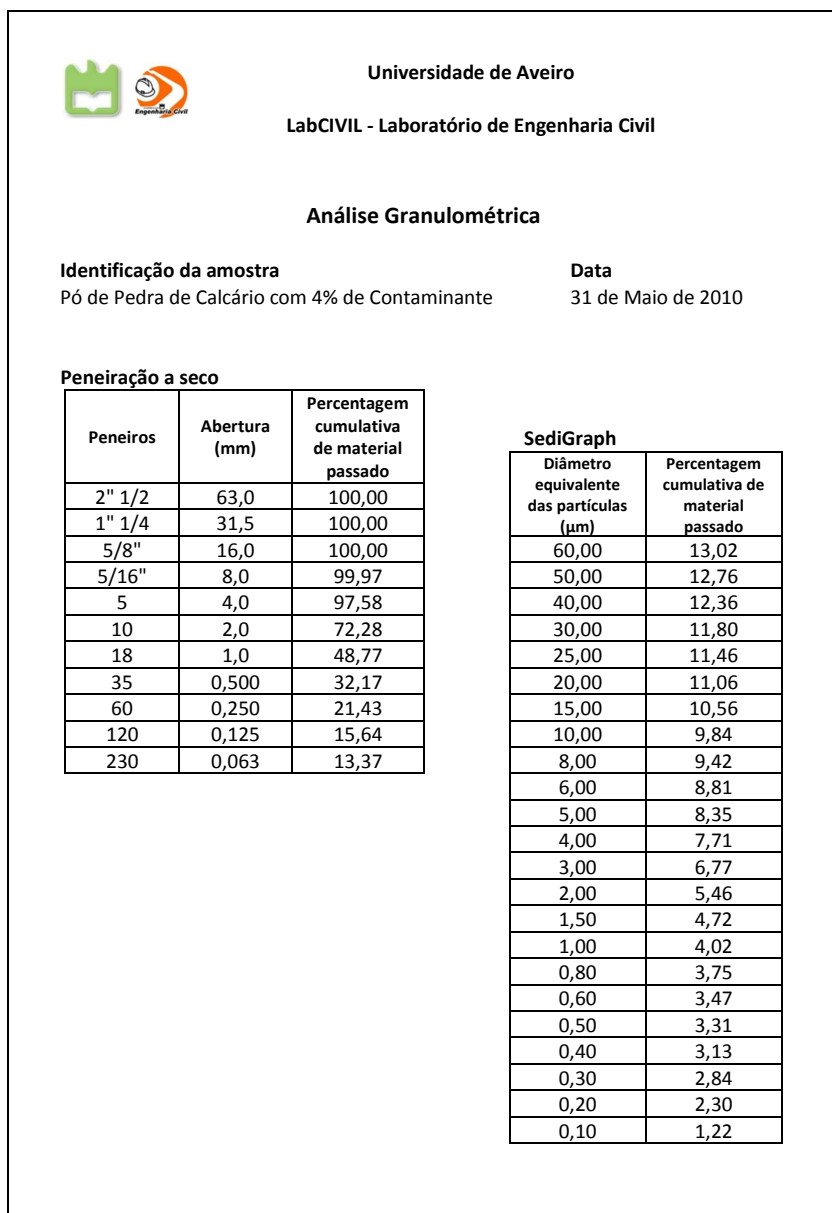 Universidade de Aveiro
Engenharia Civil
LabCIVIL - Laboratório de Engenharia Civil
Análise Granulométrica
Identificação da amostra Data
Pó de Pedra de Calcário com 4% de Contaminante 31 de Maio de 2010
Peneiração a seco
Peneiros Abertura (mm) Percentagem cumulativa de material passado
2" 1/2 63,0 100,00
1" 1/4 31,5 100,00
5/8" 16,0 100,00
5/16" 8,0 99,97
5 4,0 97,58
10 2,0 72,28
18 1,0 48,77
35 0,500 32,17
60 0,250 21,43
120 0,125 15,64
230 0,063 13,37
SediGraph
Diâmetro equivalente das partículas (µm) Percentagem cumulativa de material passado
60,00 13,02
50,00 12,76
40,00 12,36
30,00 11,80
25,00 11,46
20,00 11,06
15,00 10,56
10,00 9,84
8,00 9,42
6,00 8,81
5,00 8,35
4,00 7,71
3,00 6,77
2,00 5,46
1,50 4,72
1,00 4,02
0,80 3,75
0,60 3,47
0,50 3,31
0,40 3,13
0,30 2,84
0,20 2,30
0,10 1,22